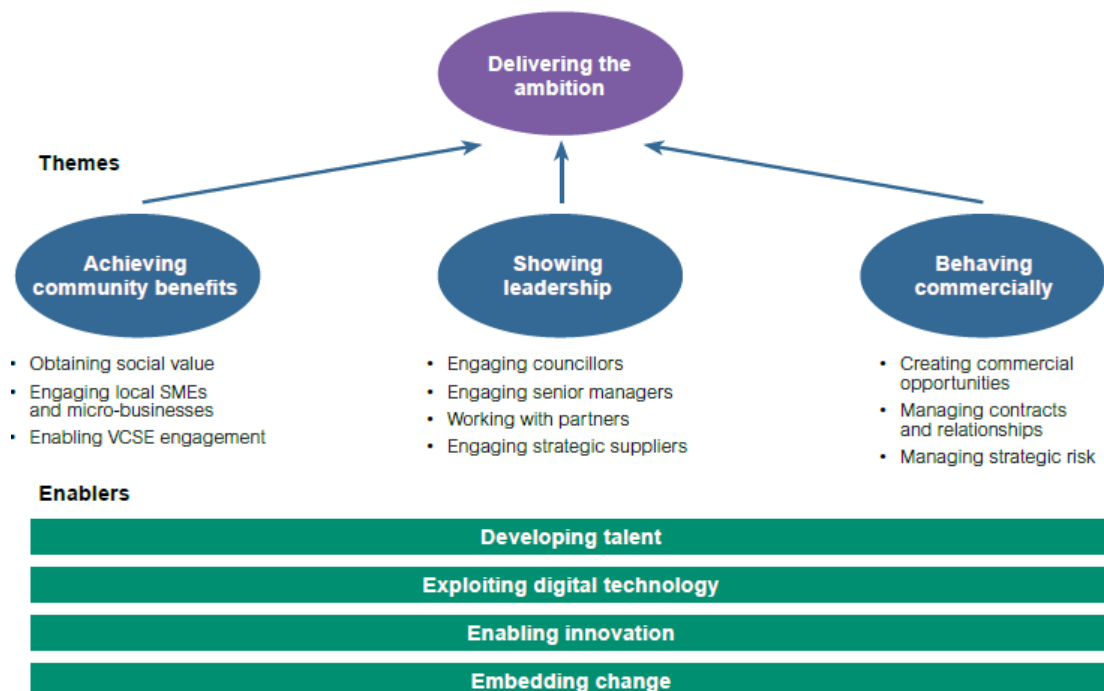 Delivering the
ambition
Themes
Achieving
community benefits
Showing
leadership
Behaving
commercially
• Obtaining social value
• Engaging local SMEs
and micro-businesses
• Enabling VCSE engagement
• Engaging councillors
• Engaging senior managers
• Working with partners
• Engaging strategic suppliers
• Creating commercial
opportunities
• Managing contracts
and relationships
• Managing strategic risk
Enablers
Developing talent
Exploiting digital technology
Enabling innovation
Embedding change